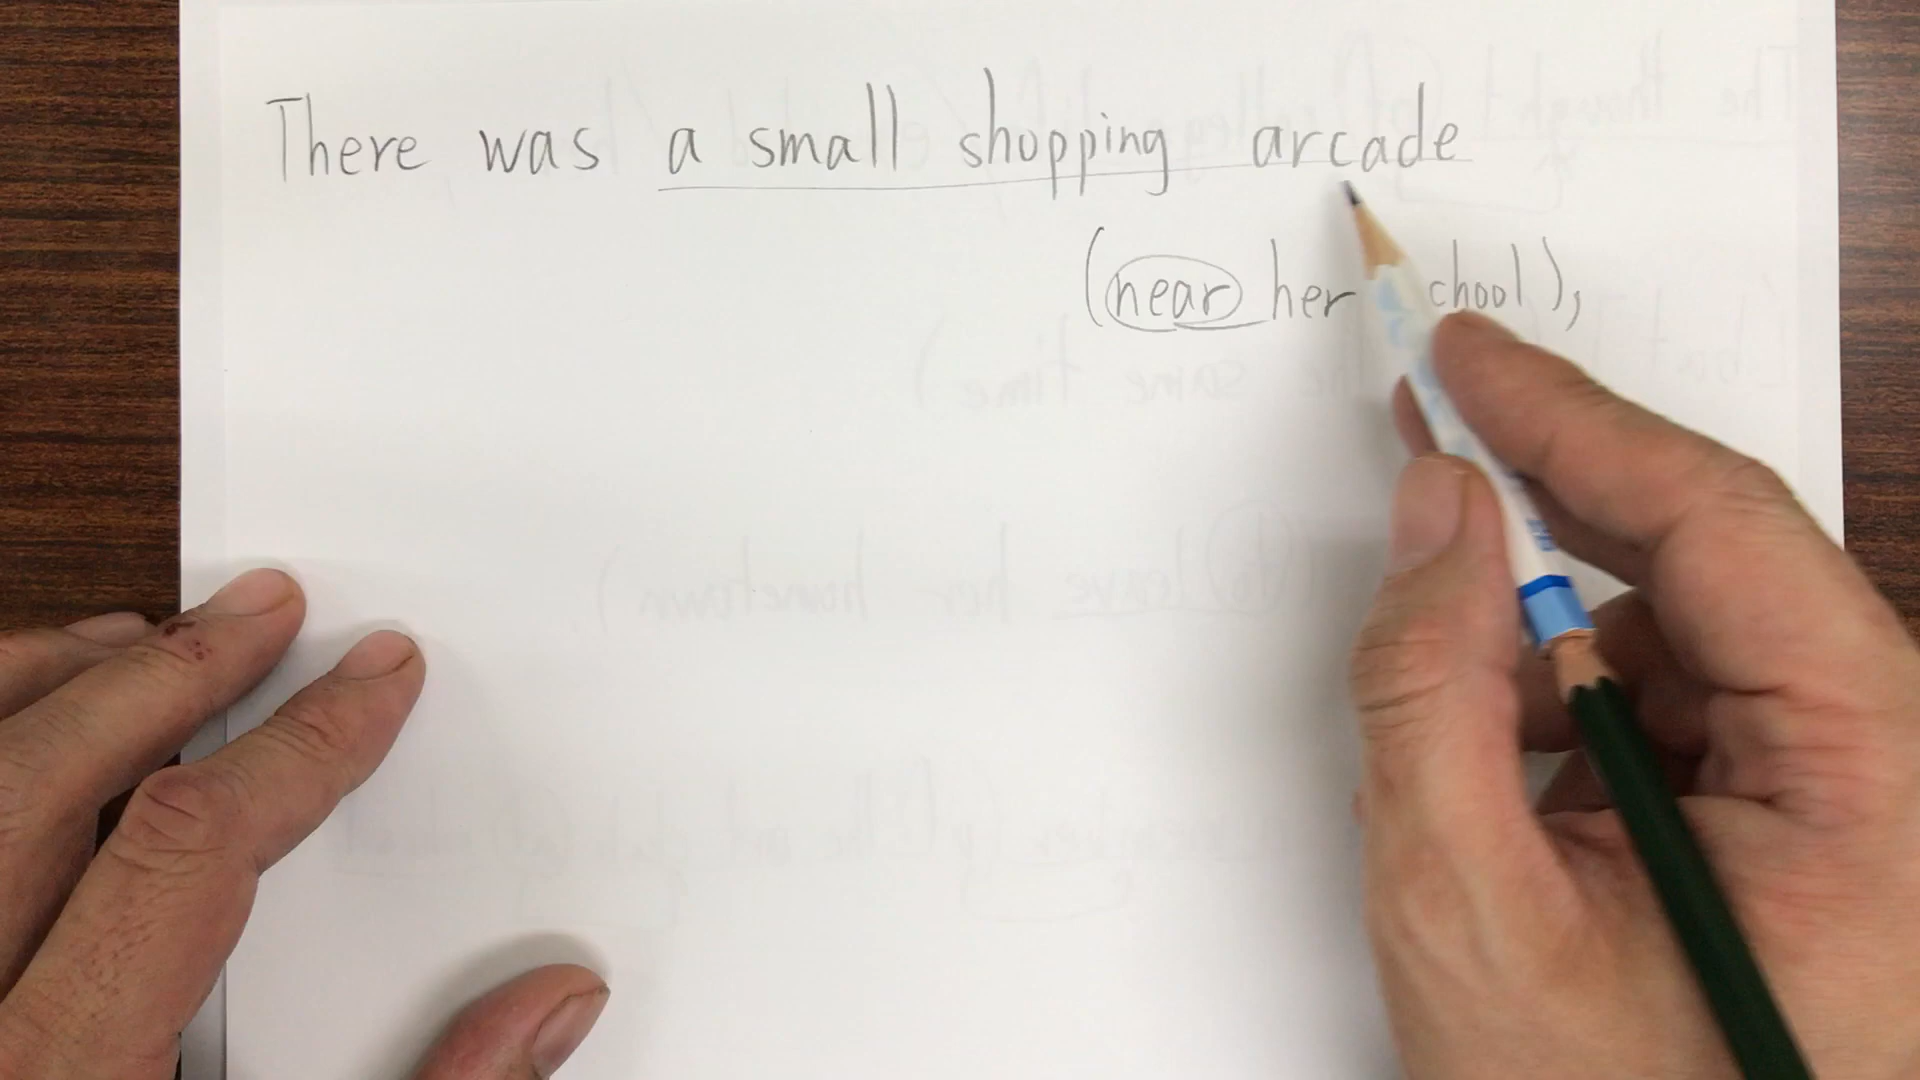 There was a small shopping arcade
(near her chool),